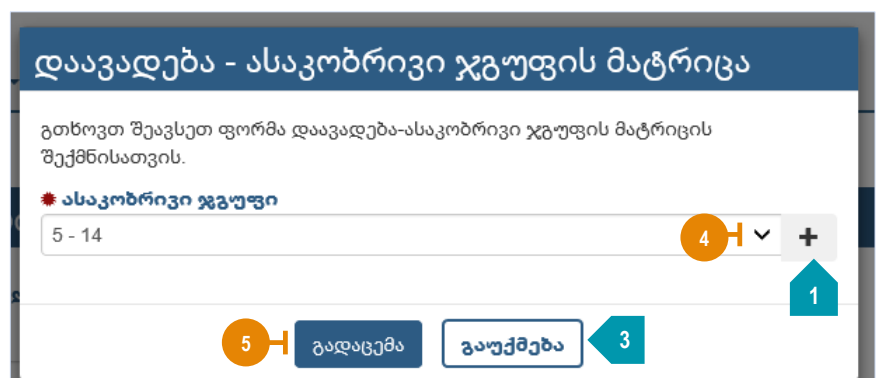 დაავადება - ასაკობრივი ჯგუფის მატრიცა
გთხოვთ შეავსეთ ფორმა დაავადება-ასაკობრივი ჯგუფის მატრიცის
შექმნისათვის.
✹ ასაკობრივი ჯგუფი
5 - 14
4
+
1
5
გადაცემა
გაუქმება
3